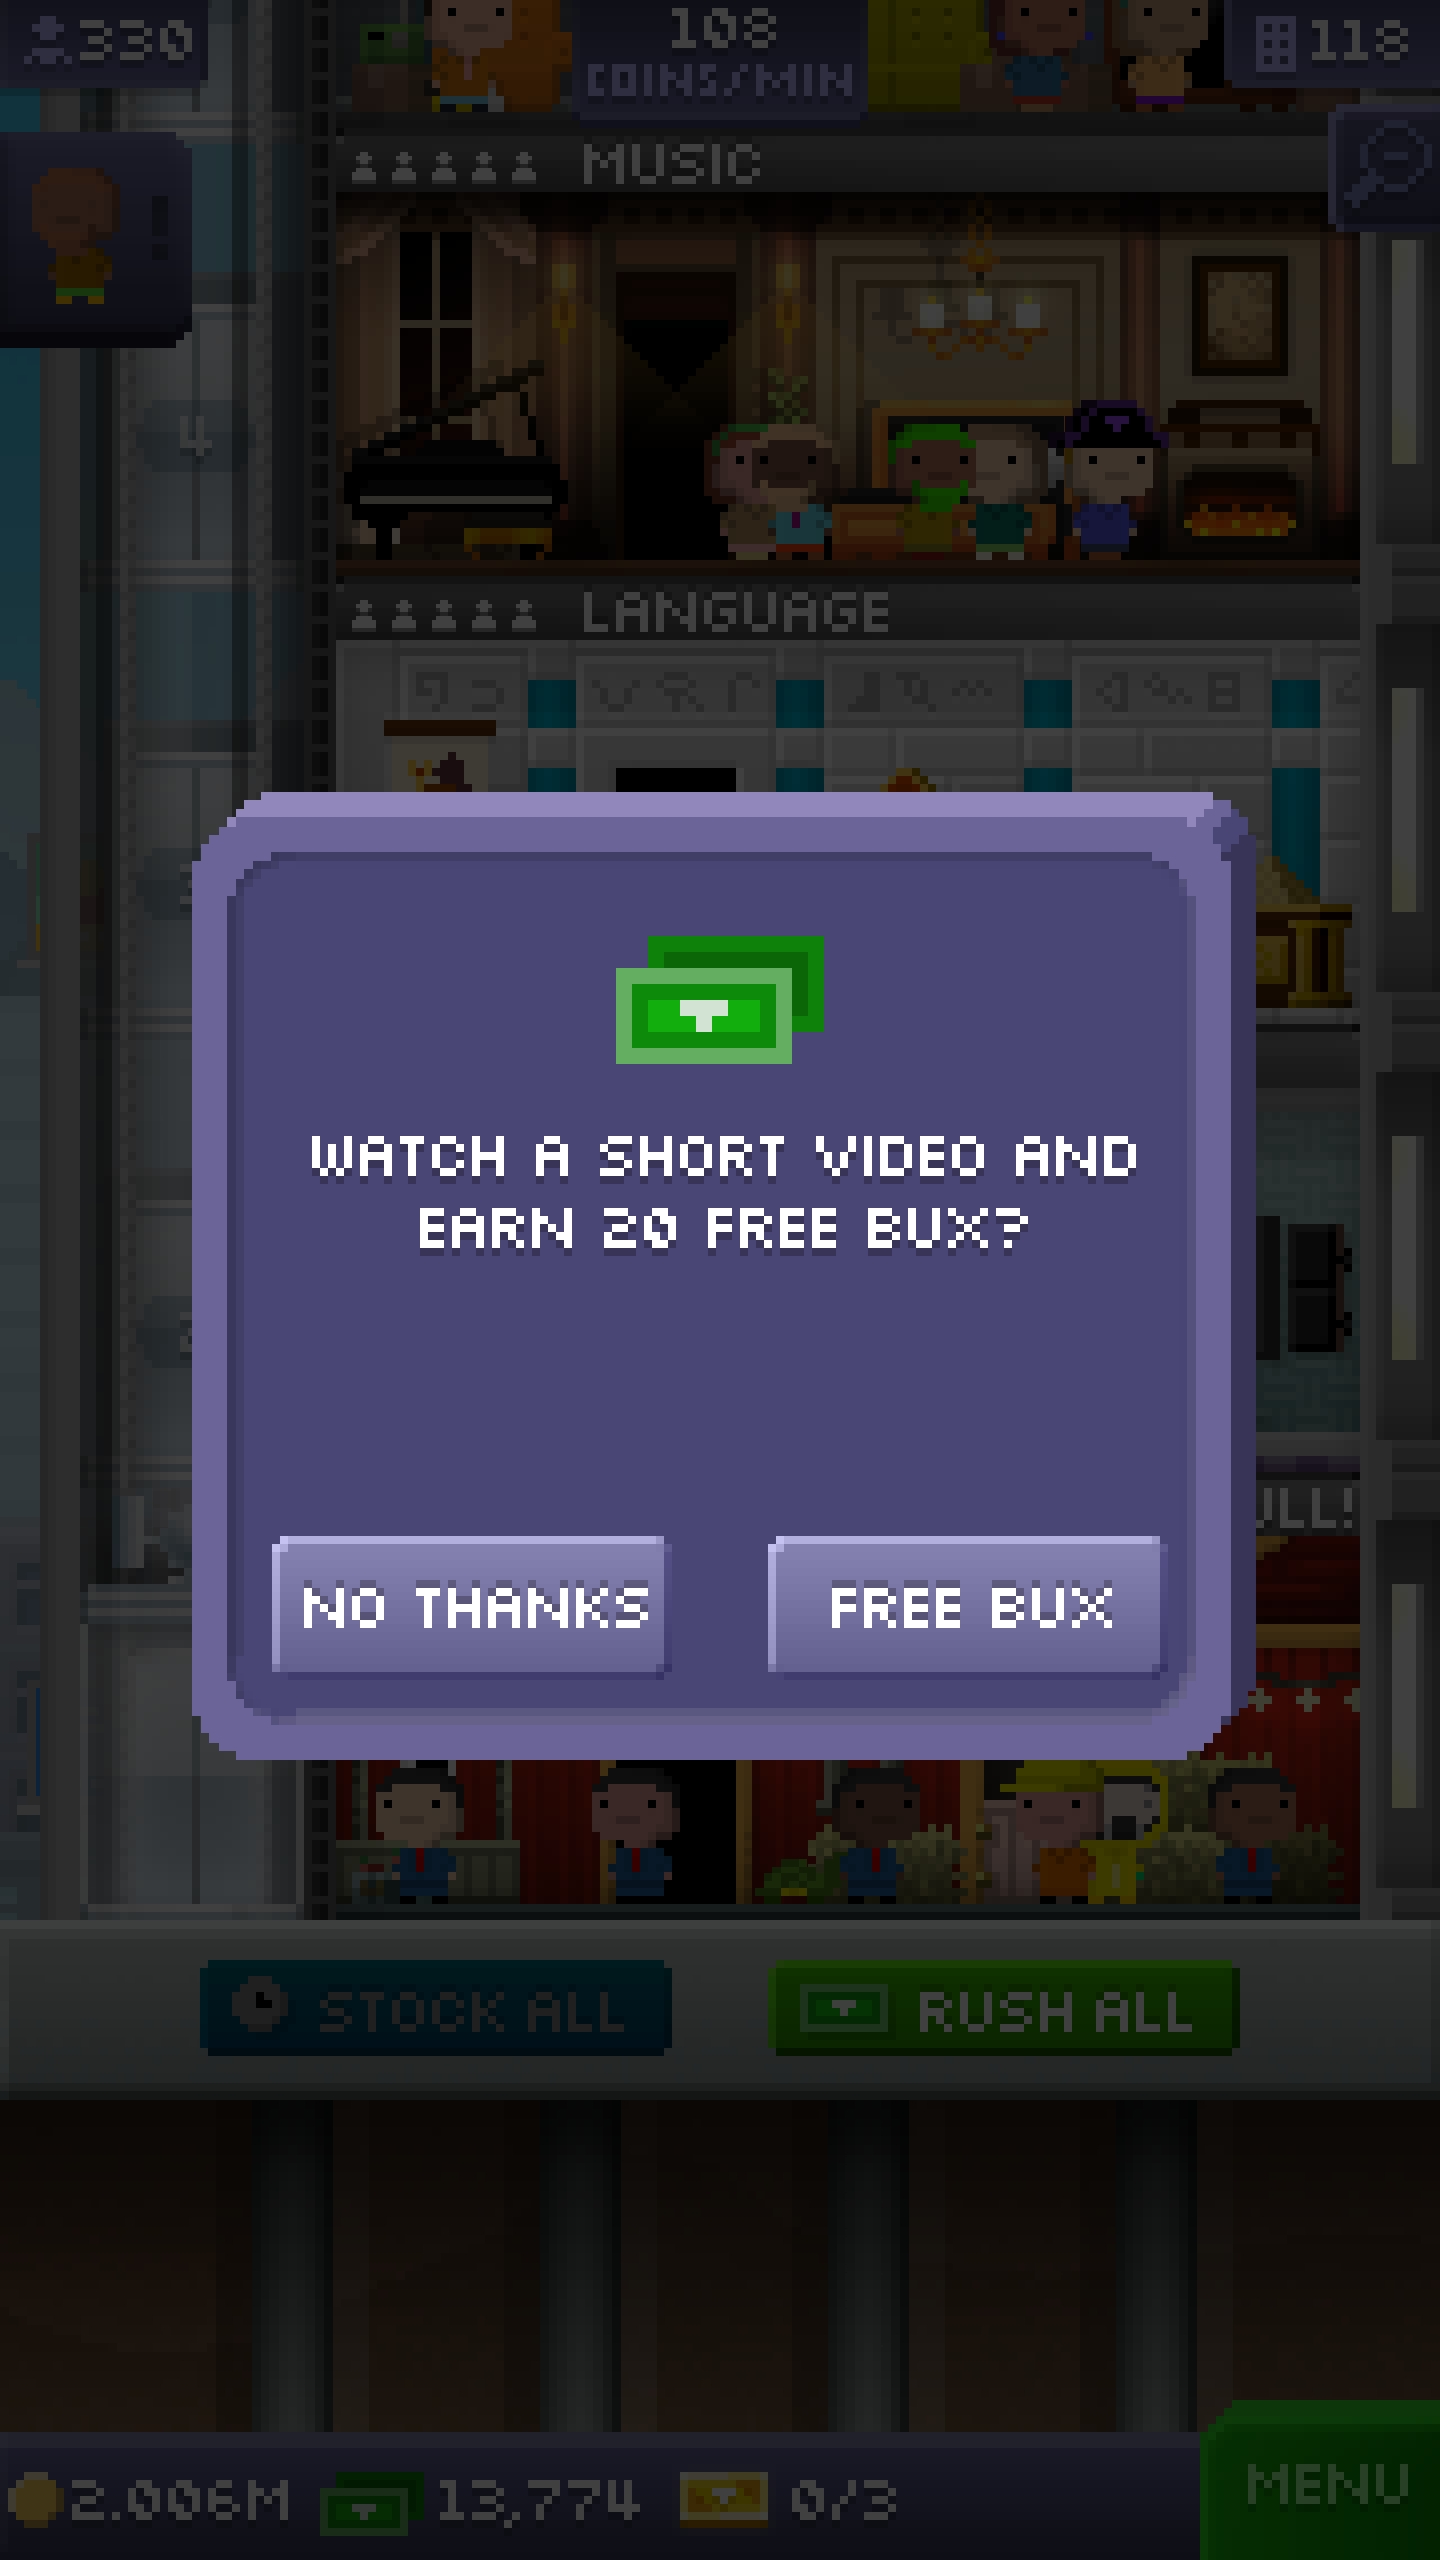 330
108
COINS/MIN
118
MUSIC
4
LANGUAGE
WATCH A SHORT VIDEO AND
EARN 20 FREE BUX?
ULL!
NO THANKS
FREE BUX
STOCK ALL
RUSH ALL
2.006M
13,774
0/3
MENU